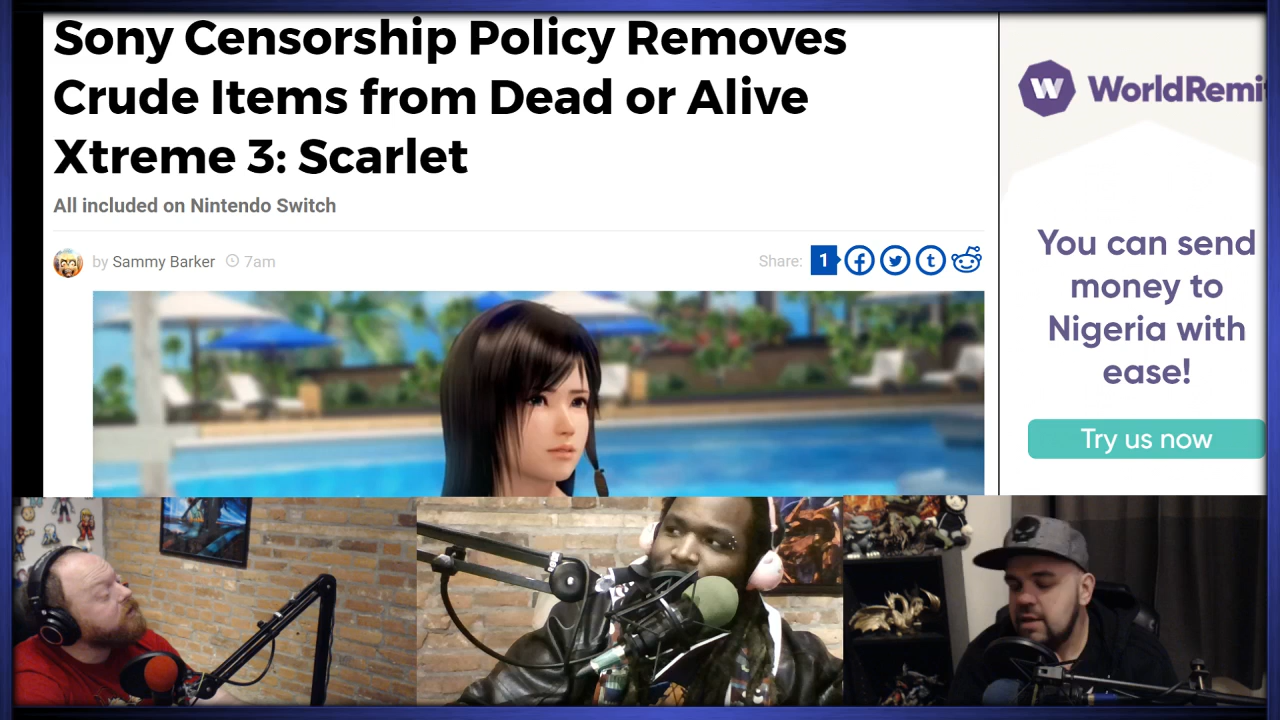 Sony Censorship Policy Removes
Crude Items from Dead or Alive
Xtreme 3: Scarlet
All included on Nintendo Switch
by Sammy Barker 7am
Share: 1
W WorldRemi
You can send
money to
Nigeria with
ease!
Try us now